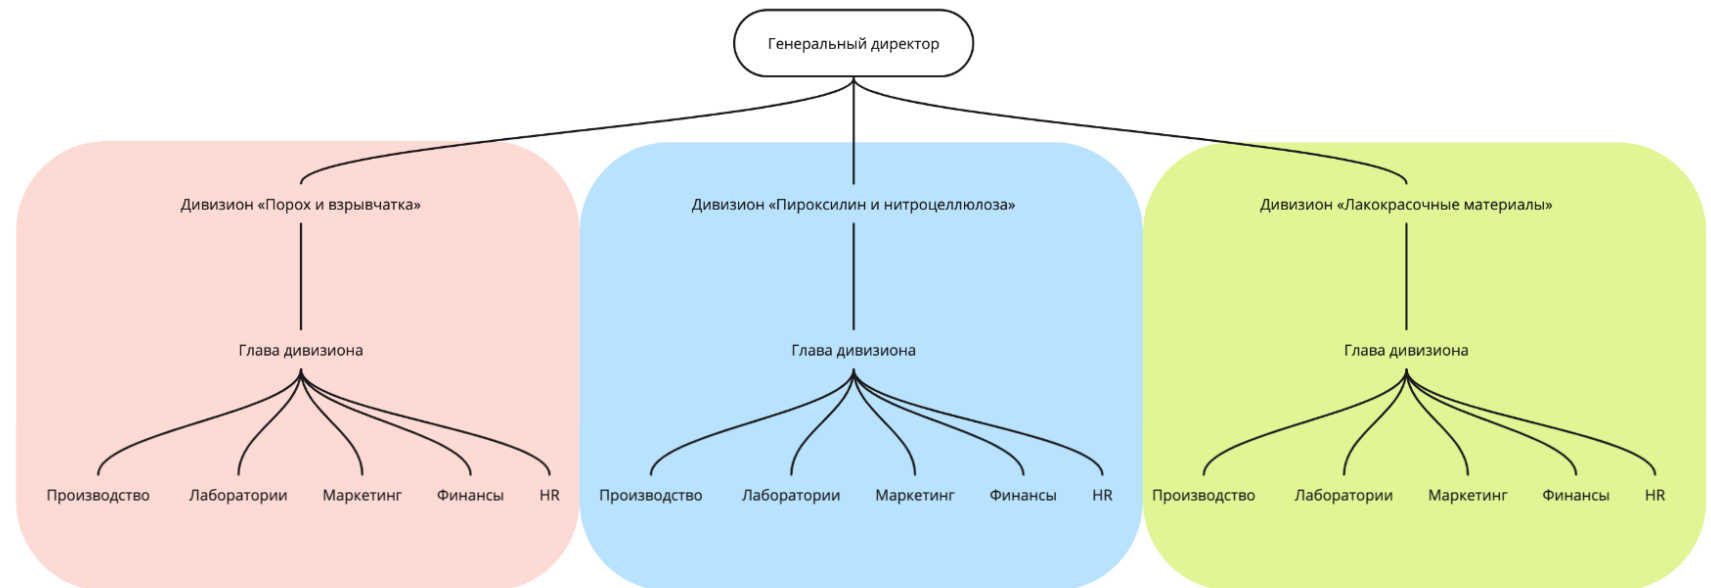 Генеральный директор
Дивизион «Порох и взрывчатка»
Дивизион «Пироксилин и нитроцеллюлоза»
Дивизион «Лакокрасочные материалы»
Глава дивизиона
Глава дивизиона
Глава дивизиона
Производство
Лаборатории
Маркетинг
Финансы
HR
Производство
Лаборатории
Маркетинг
Финансы
HR
Производство
Лаборатории
Маркетинг
Финансы
HR